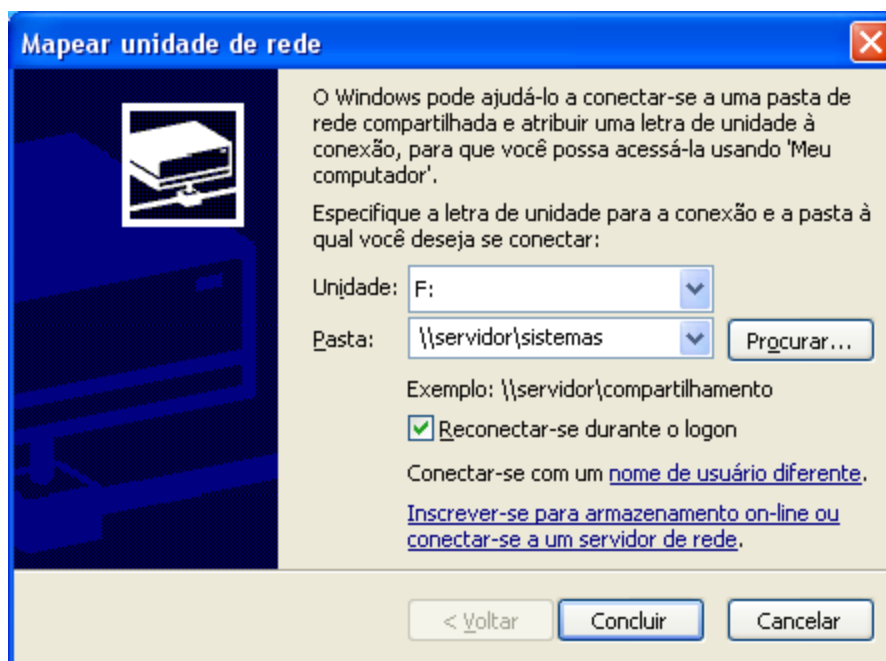 Mapear unidade de rede
O Windows pode ajudá-lo a conectar-se a uma pasta de
rede compartilhada e atribuir uma letra de unidade à
conexão, para que você possa acessá-la usando 'Meu
computador'.
Especifique a letra de unidade para a conexão e a pasta à
qual você deseja se conectar:
Unidade: F:
Pasta: \\servidor\sistemas Procurar...
Exemplo: \\servidor\compartilhamento
Reconectar-se durante o logon
Conectar-se com um nome de usuário diferente.
Inscrever-se para armazenamento on-line ou
conectar-se a um servidor de rede.
< Voltar Concluir Cancelar